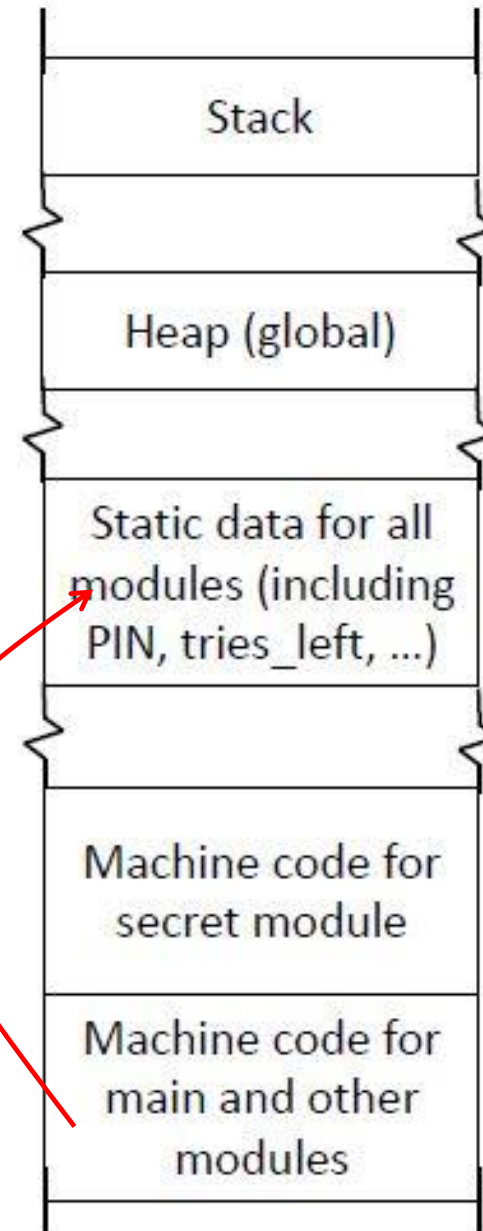 Stack
Heap (global)
Static data for all
modules (including
PIN, tries_left, ...)
Machine code for
secret module
Machine code for
main and other
modules